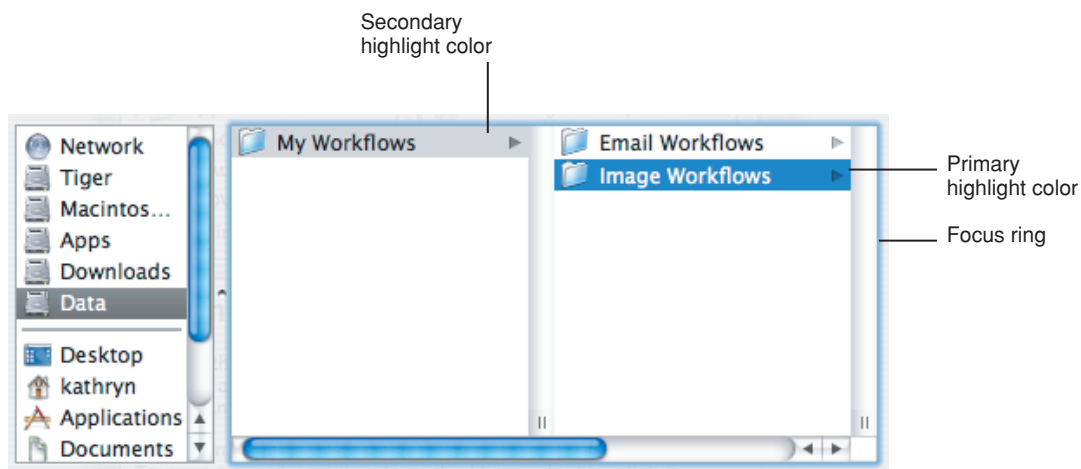 Secondary
highlight color
Network
Tiger
Macintos...
Apps
Downloads
Data
Desktop
kathryn
Applications
Documents
My Workflows
Email Workflows
Image Workflows
Primary
highlight color
Focus ring